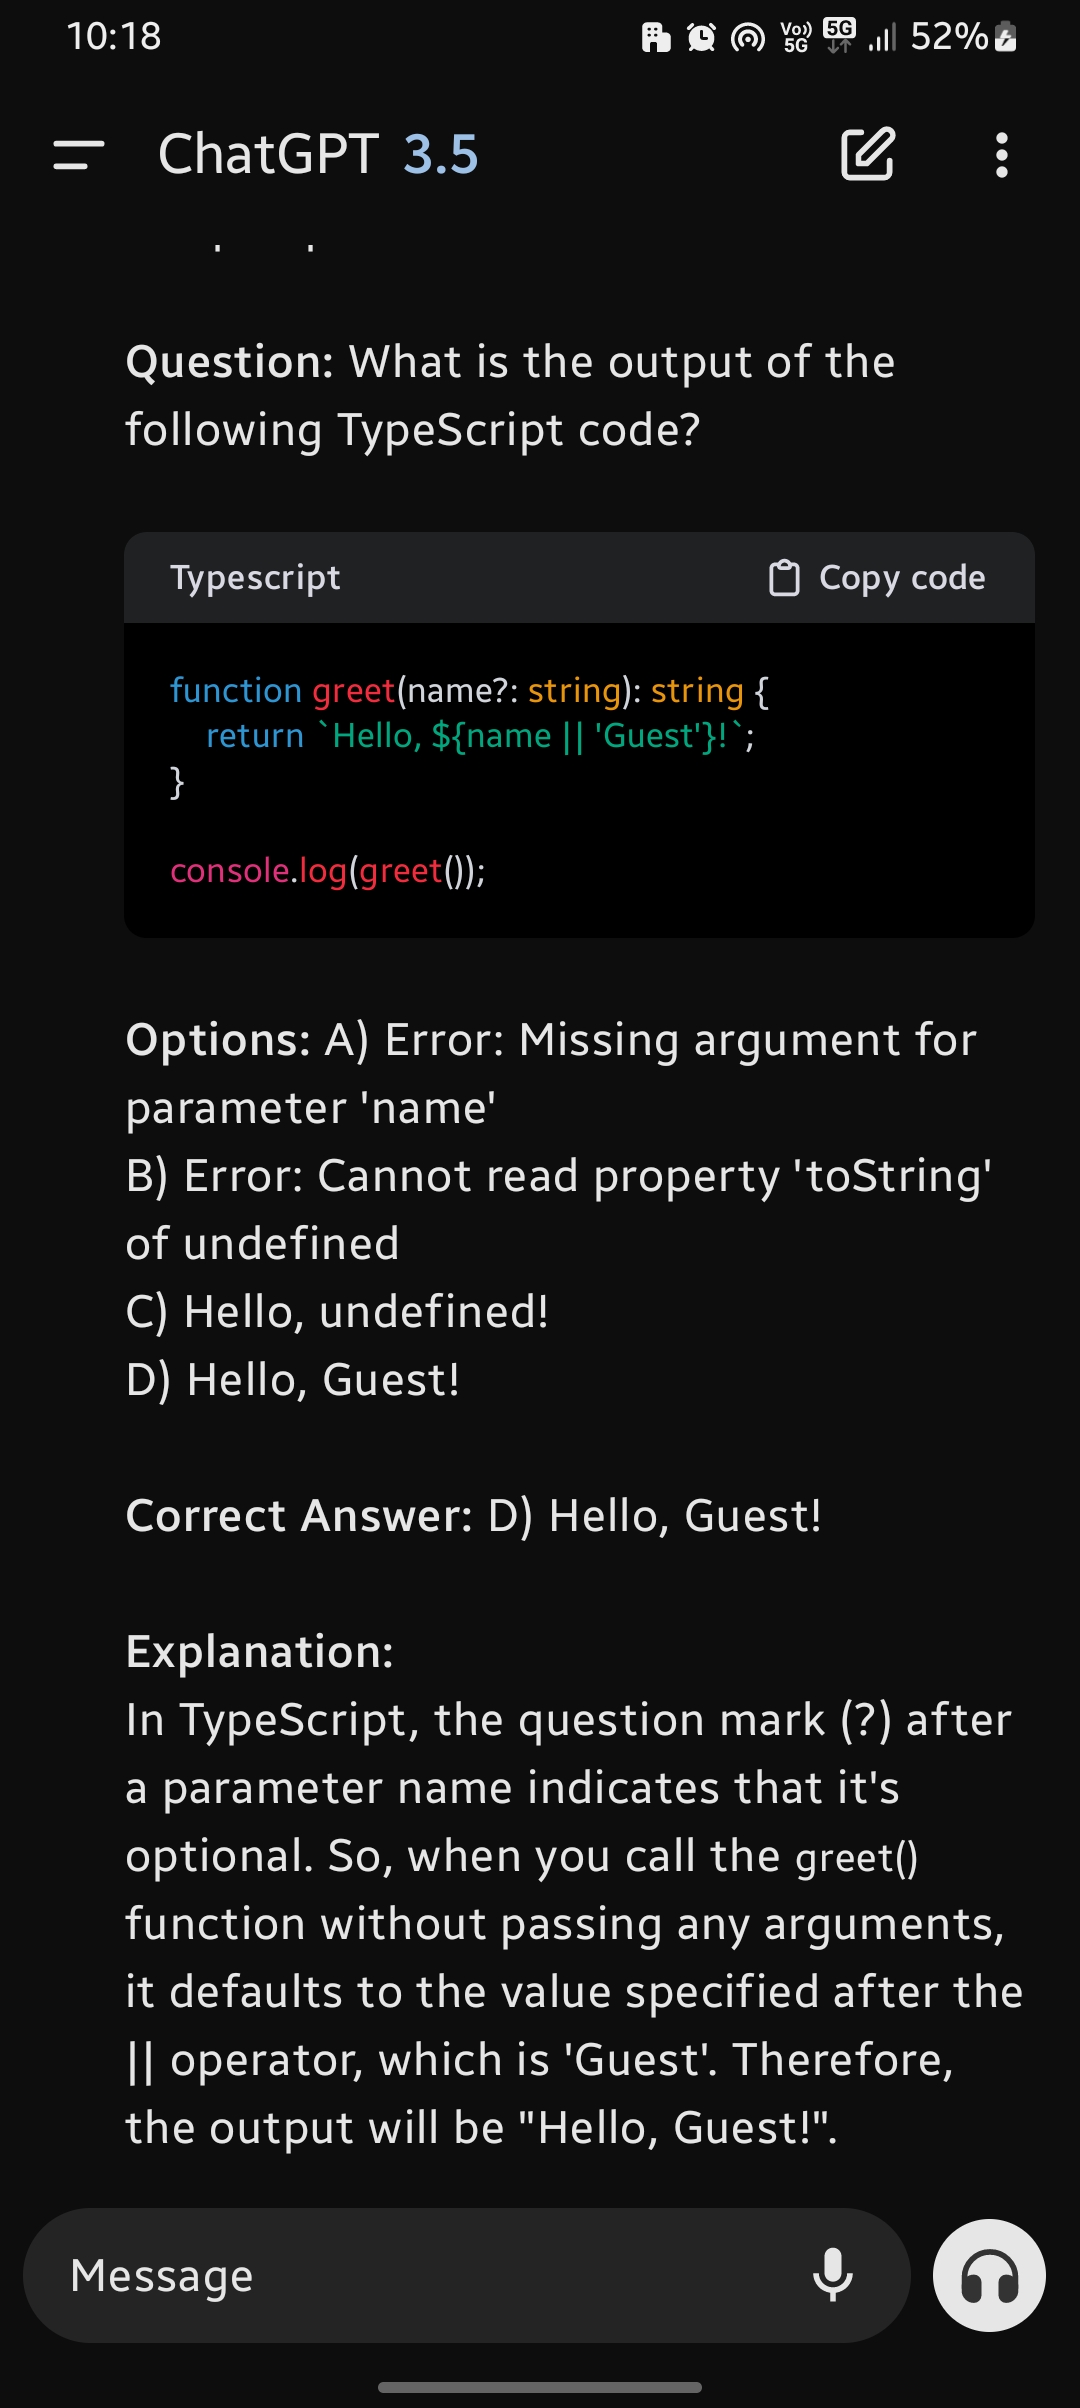 10:18
Vo)) 5G
5G
52%
ChatGPT 3.5
Question: What is the output of the
following TypeScript code?
Typescript
Copy code
function greet(name?: string): string {
    return `Hello, ${name || 'Guest'}!`;
}
console.log(greet());
Options: A) Error: Missing argument for
parameter 'name'
B) Error: Cannot read property 'toString'
of undefined
C) Hello, undefined!
D) Hello, Guest!
Correct Answer: D) Hello, Guest!
Explanation:
In TypeScript, the question mark (?) after
a parameter name indicates that it's
optional. So, when you call the greet()
function without passing any arguments,
it defaults to the value specified after the
|| operator, which is 'Guest'. Therefore,
the output will be "Hello, Guest!".
Message